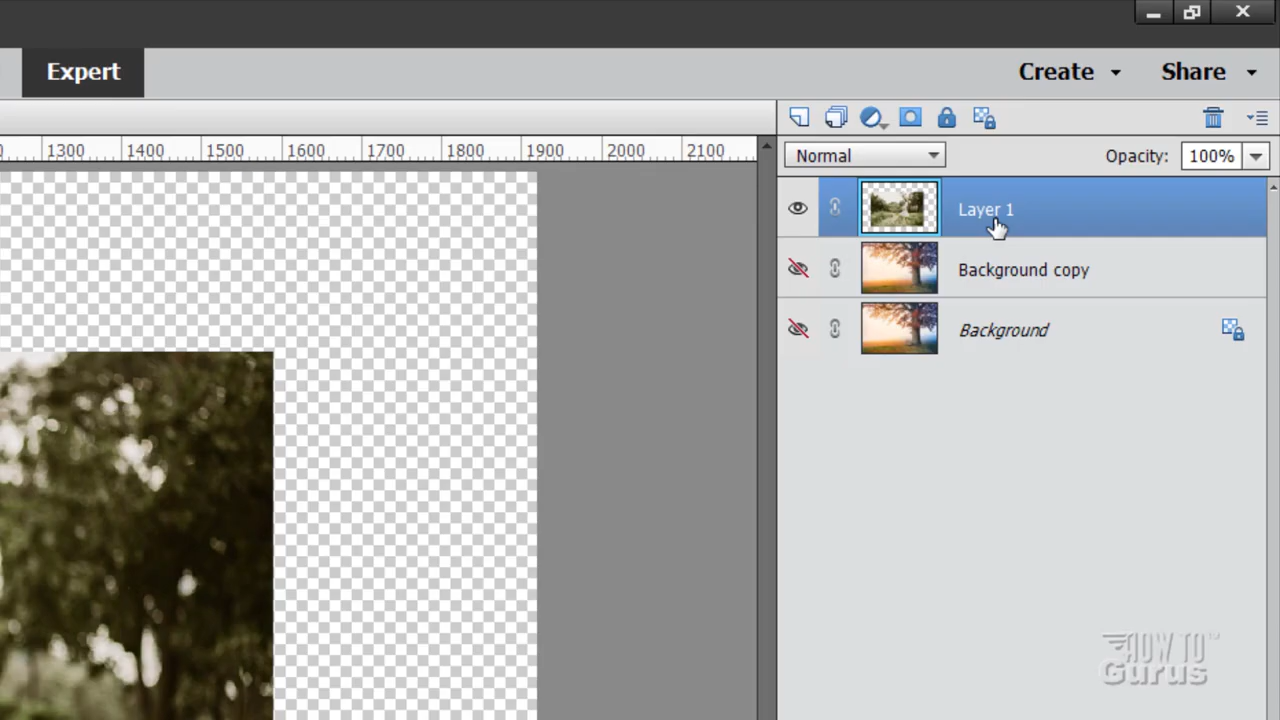 Expert
Create
Share
1300 1400 1500 1600 1700 1800 1900 2000 2100
Normal
Opacity: 100%
Layer 1
Background copy
Background
HOW TO™
Gurus